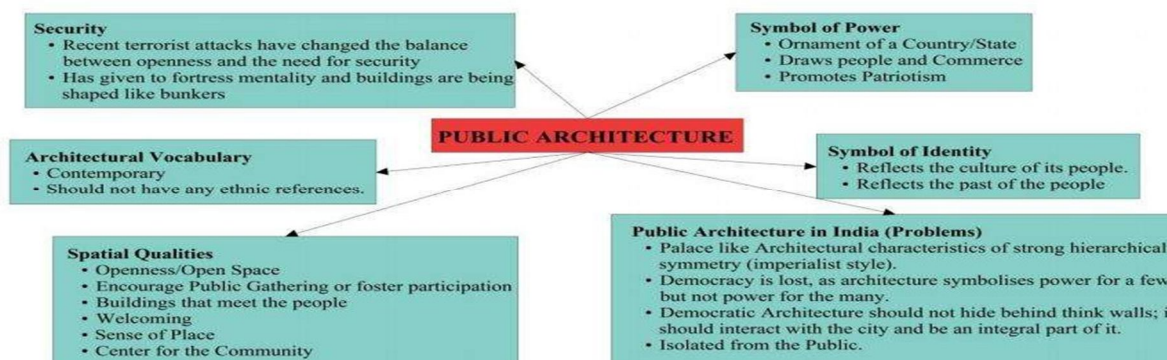 Security
• Recent terrorist attacks have changed the balance
between openness and the need for security
• Has given to fortress mentality and buildings are being
shaped like bunkers
Symbol of Power
• Ornament of a Country/State
• Draws people and Commerce
• Promotes Patriotism
PUBLIC ARCHITECTURE
Architectural Vocabulary
• Contemporary
• Should not have any ethnic references.
Symbol of Identity
• Reflects the culture of its people.
• Reflects the past of the people
Spatial Qualities
• Openness/Open Space
• Encourage Public Gathering or foster participation
• Buildings that meet the people
• Welcoming
• Sense of Place
• Center for the Community
Public Architecture in India (Problems)
• Palace like Architectural characteristics of strong hierarchical
symmetry (imperialist style).
• Democracy is lost, as architecture symbolises power for a few
but not power for the many.
• Democratic Architecture should not hide behind think walls;
should interact with the city and be an integral part of it.
• Isolated from the Public.